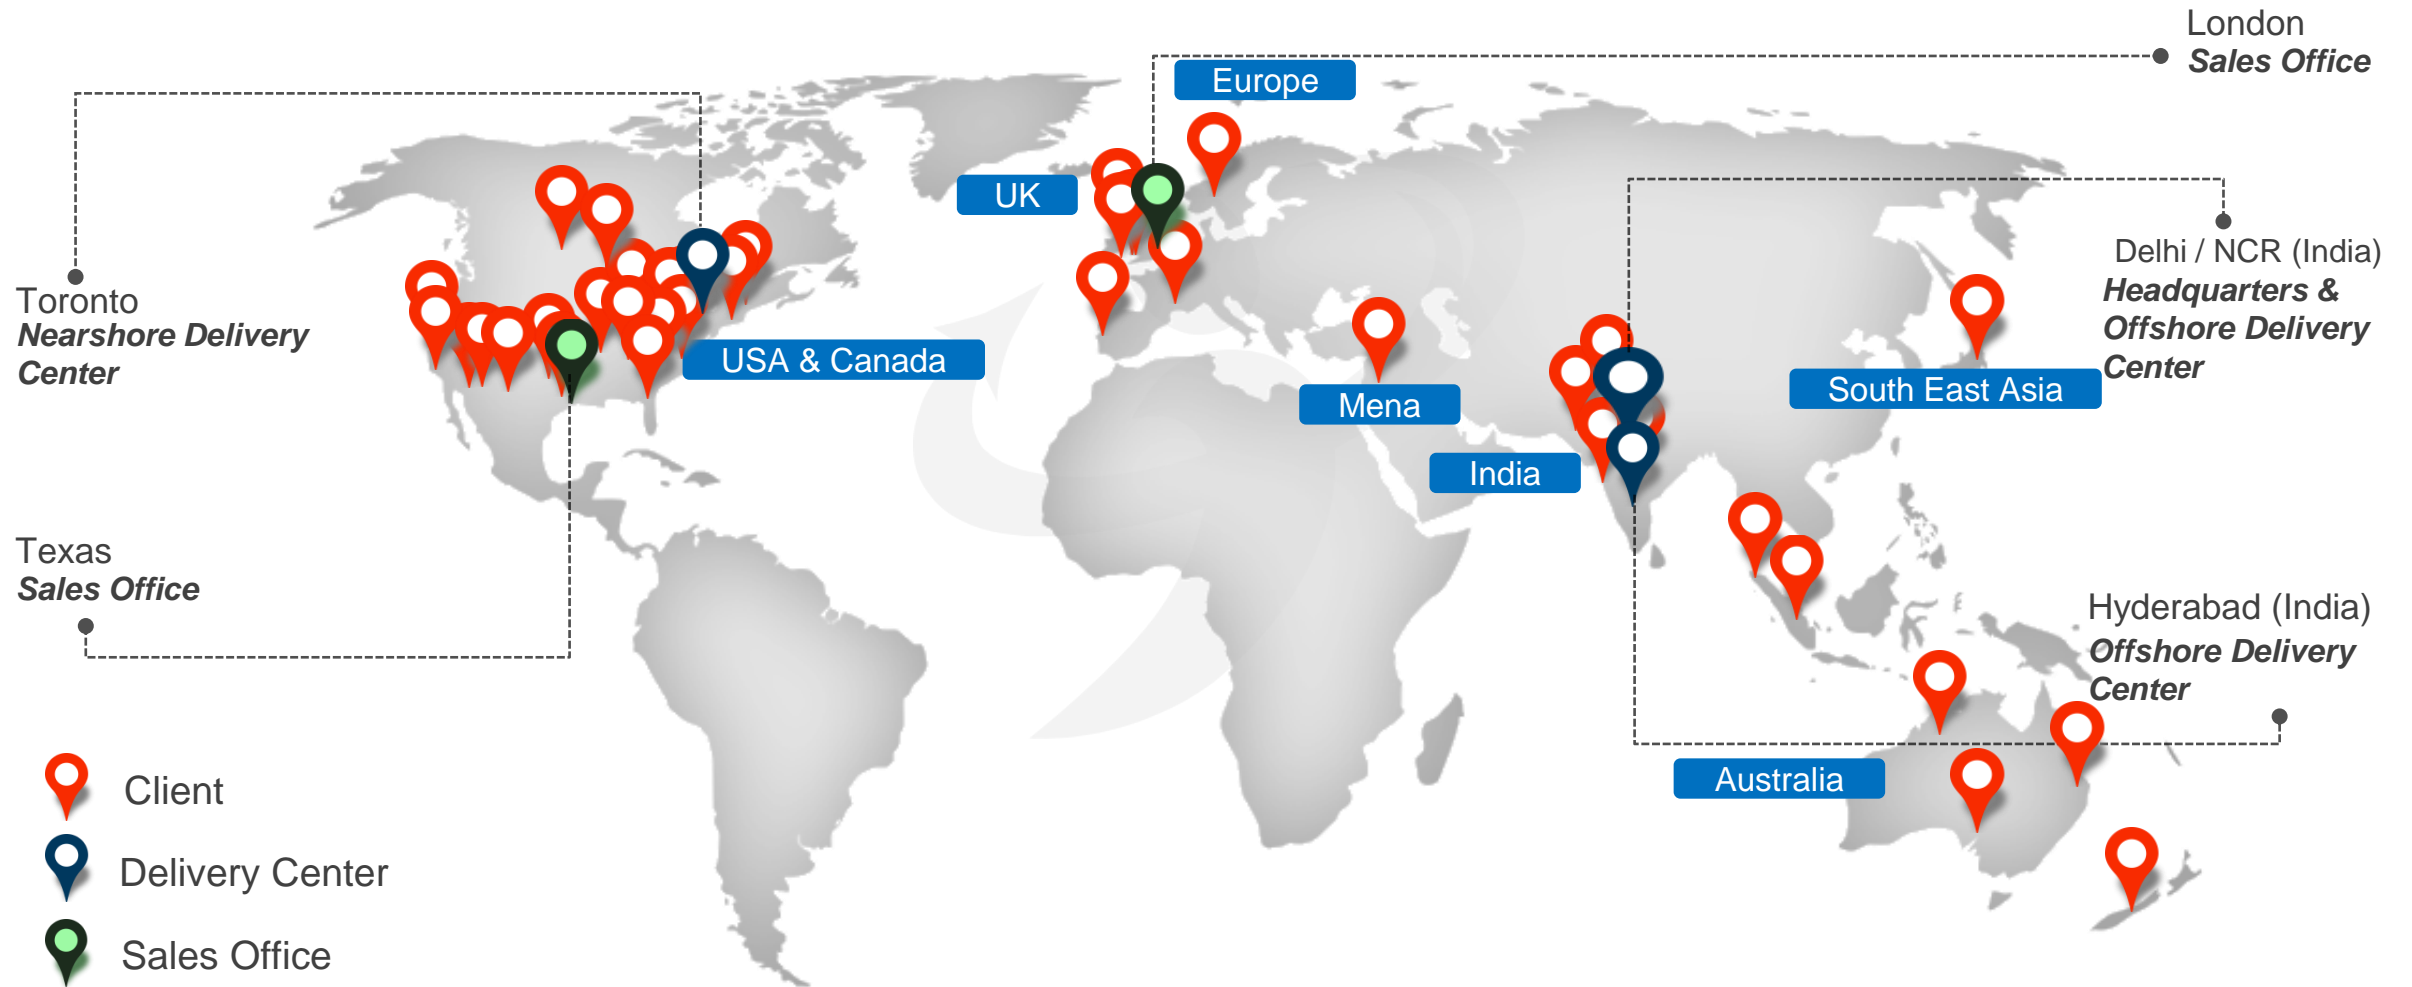 London
Sales Office
Europe
UK
Toronto
Nearshore Delivery
Center
USA & Canada
Delhi / NCR (India)
Headquarters &
Offshore Delivery
Center
South East Asia
Mena
India
Texas
Sales Office
Hyderabad (India)
Offshore Delivery
Center
Australia
Client
Delivery Center
Sales Office